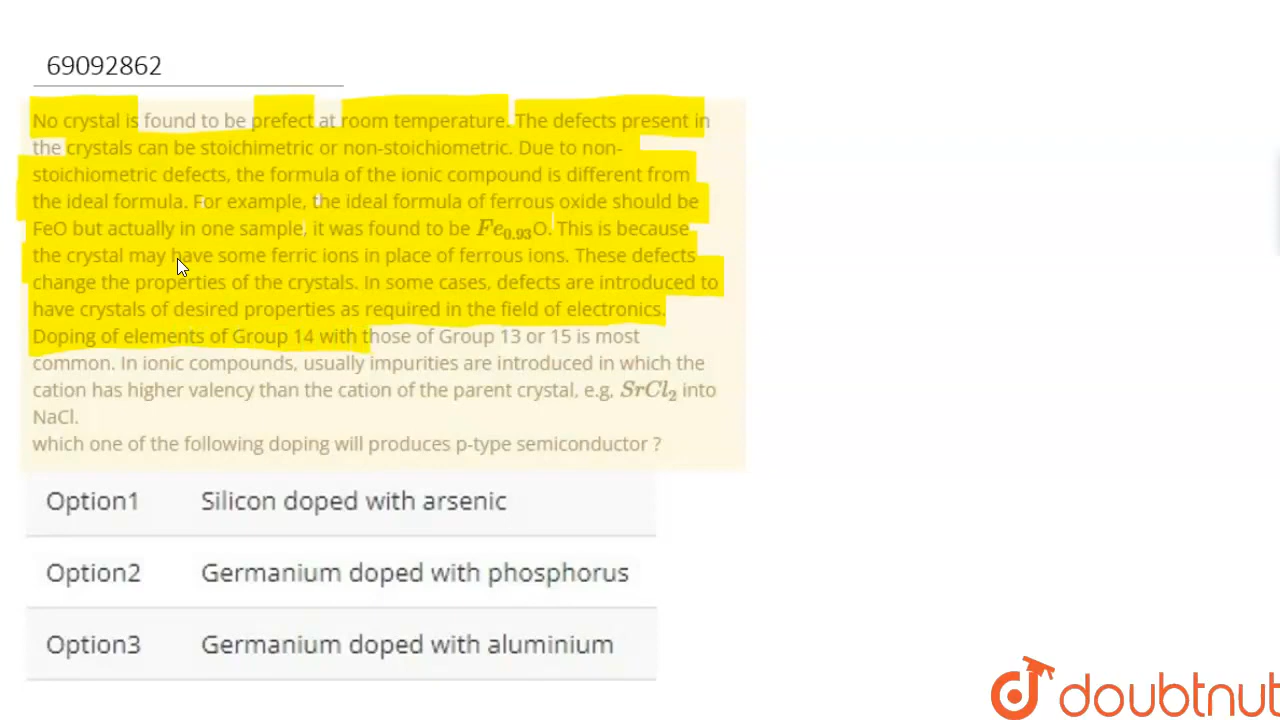 69092862
No crystal is found to be prefect at room temperature. The defects present in
the crystals can be stoichimetric or non-stoichiometric. Due to non-
stoichiometric defects, the formula of the ionic compound is different from
the ideal formula. For example, the ideal formula of ferrous oxide should be
FeO but actually in one sample, it was found to be Fe₀.₉₃O. This is because
the crystal may have some ferric ions in place of ferrous ions. These defects
change the properties of the crystals. In some cases, defects are introduced to
have crystals of desired properties as required in the field of electronics.
Doping of elements of Group 14 with those of Group 13 or 15 is most
common. In ionic compounds, usually impurities are introduced in which the
cation has higher valency than the cation of the parent crystal, e.g, SrCl₂ into
NaCl.
which one of the following doping will produces p-type semiconductor ?
Option1 Silicon doped with arsenic
Option2 Germanium doped with phosphorus
Option3 Germanium doped with aluminium
doubtnut